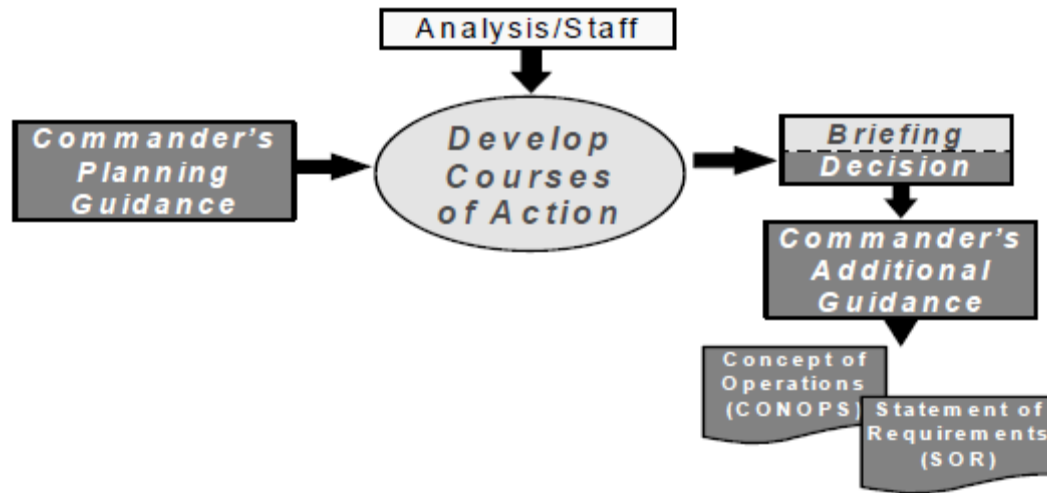 Analysis/Staff
Commander's
Planning
Guidance
Develop
Courses
of Action
Briefing
Decision
Commander's
Additional
Guidance
Concept of
Operations
(CONOPS)
Statement of
Requirements
(SOR)